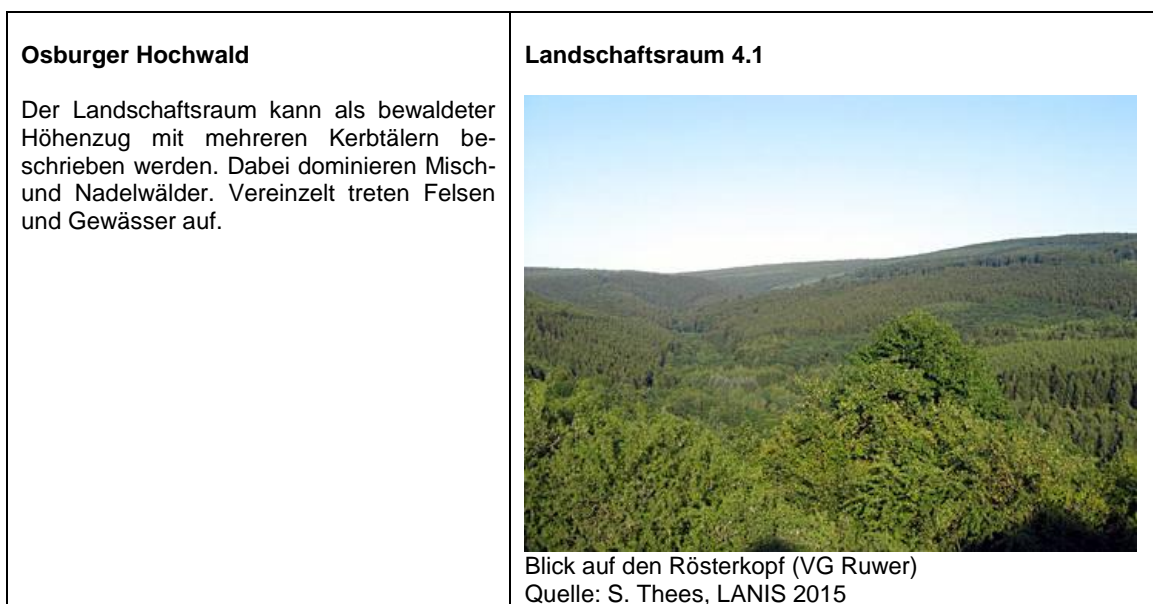 Osburger Hochwald
Der Landschaftsraum kann als bewaldeter
Höhenzug mit mehreren Kerbtälern be-
schrieben werden. Dabei dominieren Misch-
und Nadelwälder. Vereinzelt treten Felsen
und Gewässer auf.
Landschaftsraum 4.1
Blick auf den Rösterkopf (VG Ruwer)
Quelle: S. Thees, LANIS 2015